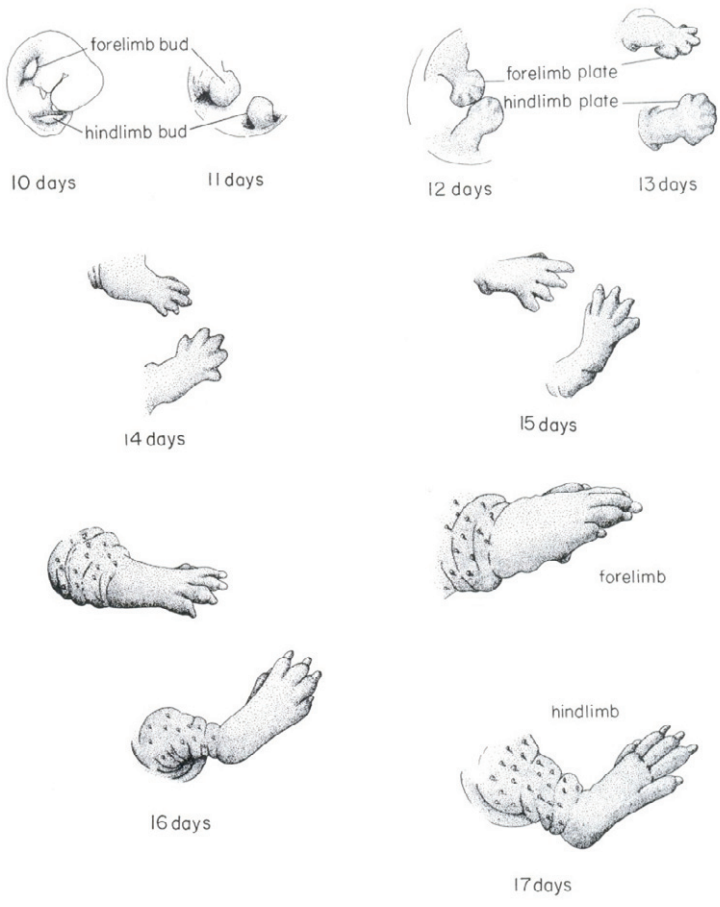 forelimb bud
hindlimb bud
10 days
11 days
forelimb plate
hindlimb plate
12 days
13 days
14 days
15 days
16 days
forelimb
hindlimb
17 days